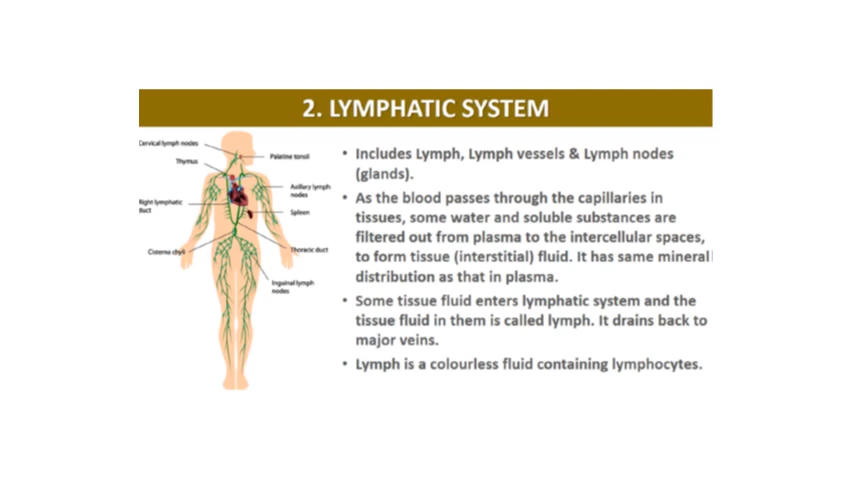 2. LYMPHATIC SYSTEM
Cervical lymph nodes
Thymus
Palatine tonsil
Axillary lymph
nodes
Right lymphatic
duct
Spleen
Cisterna chyli
Thoracic duct
Inguinal lymph
nodes
• Includes Lymph, Lymph vessels & Lymph nodes
(glands).
• As the blood passes through the capillaries in
tissues, some water and soluble substances are
filtered out from plasma to the intercellular spaces,
to form tissue (interstitial) fluid. It has same mineral
distribution as that in plasma.
• Some tissue fluid enters lymphatic system and the
tissue fluid in them is called lymph. It drains back to
major veins.
• Lymph is a colourless fluid containing lymphocytes.